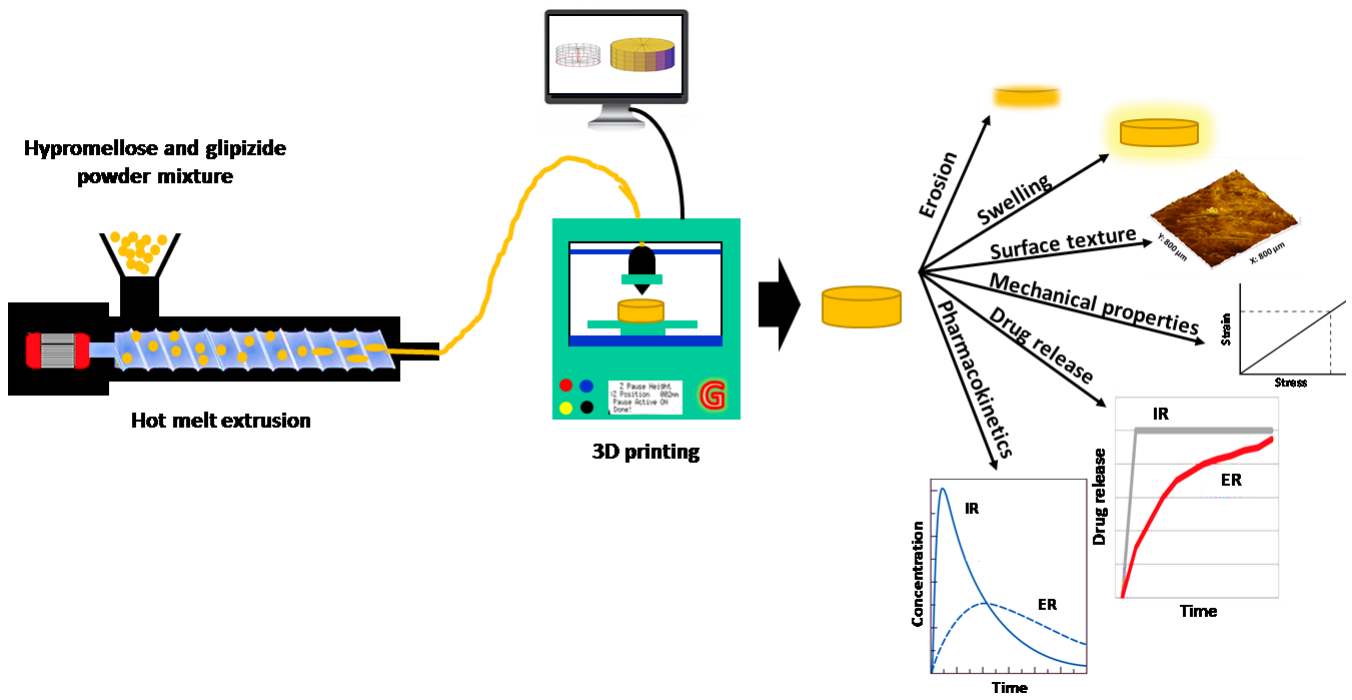 Hypromellose and glipizide
powder mixture
Hot melt extrusion
Z Pause Height
Z Position 002mm
Pause Active ON
Done!
G
3D printing
Erosion
Swelling
Surface texture
Y: 800 µm
X: 800 µm
Mechanical properties
Strain
Stress
Drug release
IR
ER
Drug release
Time
Pharmacokinetics
IR
ER
Concentration
Time